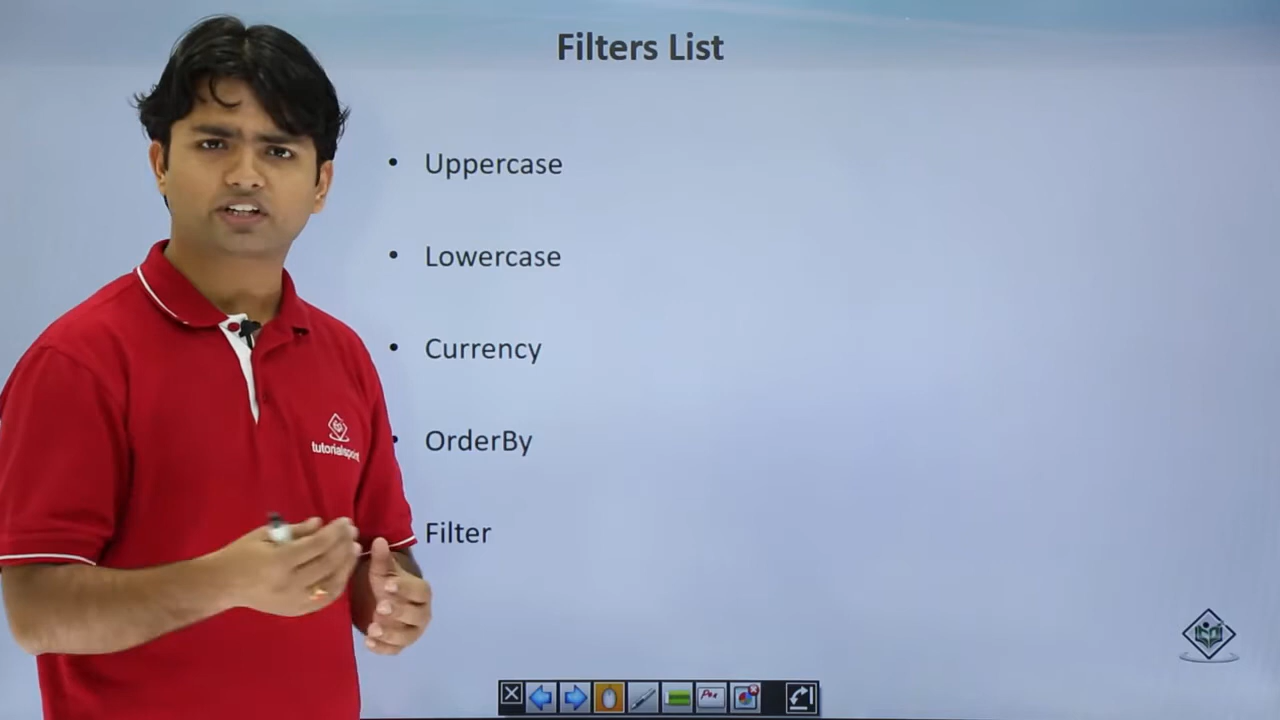 Filters List
• Uppercase
• Lowercase
• Currency
• OrderBy
Filter
tutorialspoint